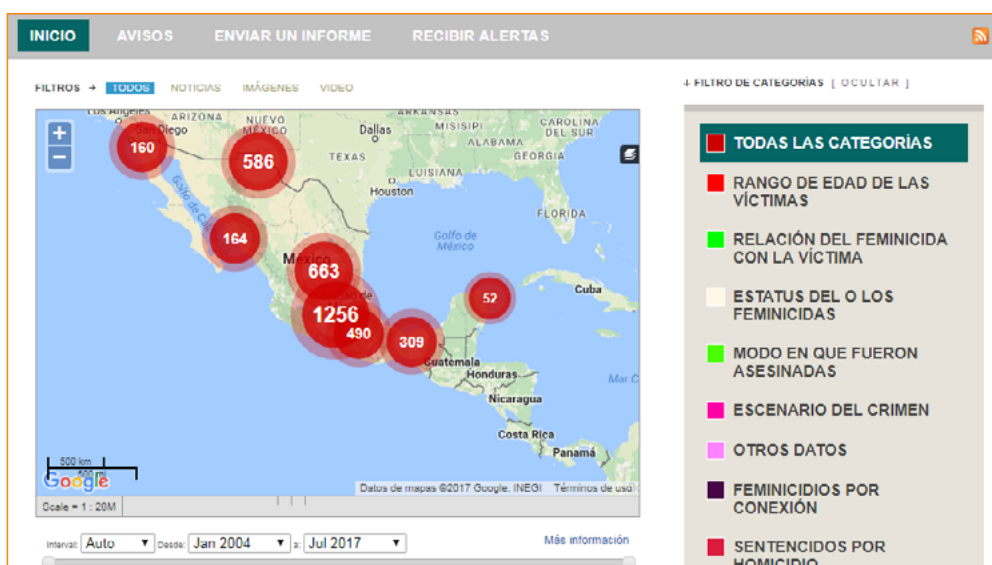 INICIO AVISOS ENVIAR UN INFORME RECIBIR ALERTAS
FILTROS → TODOS NOTICIAS IMÁGENES VIDEO
Los Angeles
San Diego
ARIZONA
NUEVO
MÉXICO
Dallas
TEXAS
Houston
ARKANSAS
MISISIPI
ALABAMA
GEORGIA
LUISIANA
CAROLINA
DEL SUR
FLORIDA
Golfo de
México
México
Cuba
Guatemala
Honduras
Nicaragua
Costa Rica
Panamá
Mar C
160
586
164
663
1256
490
309
52
+
−
500 km
500 mi
Google
Datos de mapas ©2017 Google, INEGI Términos de uso
Scale = 1 : 20M
Interval: Auto Desde: Jan 2004 a: Jul 2017 Más información
↓ FILTRO DE CATEGORÍAS [ OCULTAR ]
TODAS LAS CATEGORÍAS
RANGO DE EDAD DE LAS
VÍCTIMAS
RELACIÓN DEL FEMINICIDA
CON LA VÍCTIMA
ESTATUS DEL O LOS
FEMINICIDAS
MODO EN QUE FUERON
ASESINADAS
ESCENARIO DEL CRIMEN
OTROS DATOS
FEMINICIDIOS POR
CONEXIÓN
SENTENCIDOS POR
HOMICIDIO